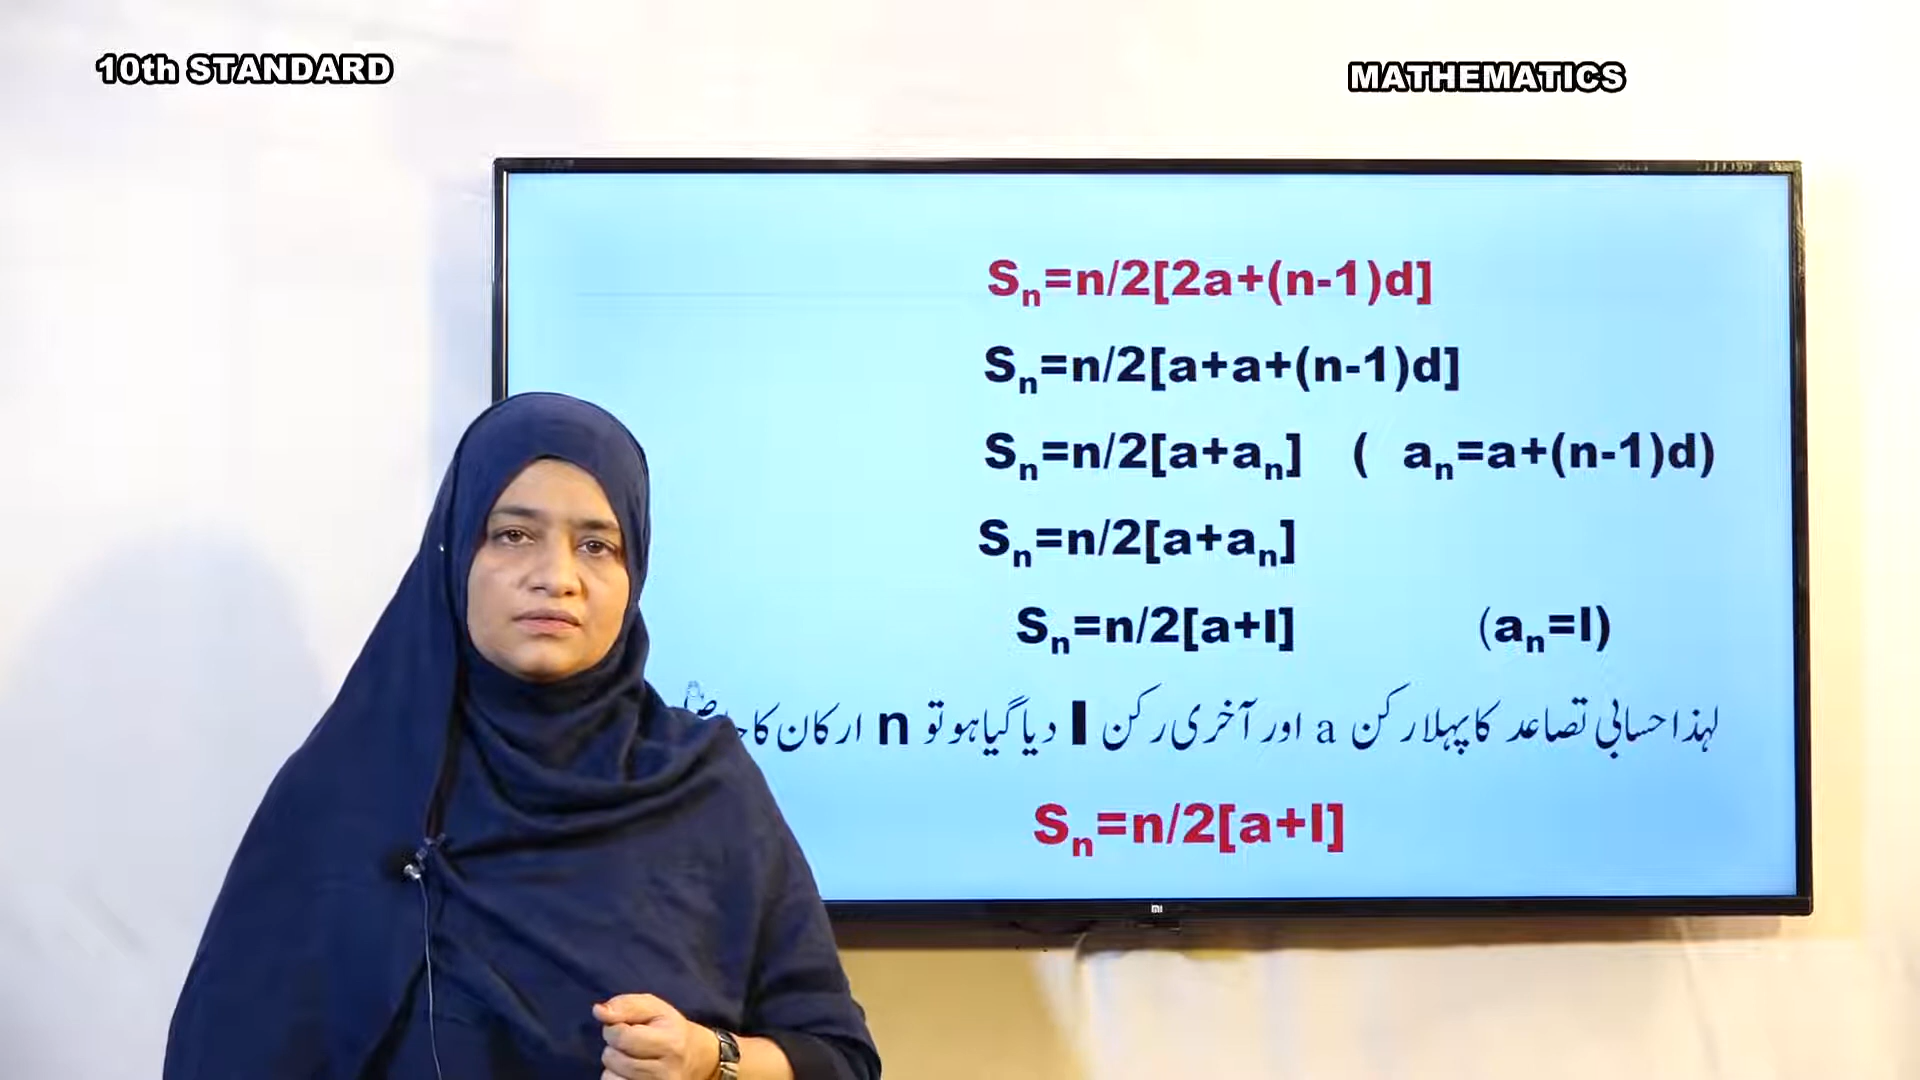 10th STANDARD
MATHEMATICS
Sn=n/2[2a+(n-1)d]
Sn=n/2[a+a+(n-1)d]
Sn=n/2[a+an] ( an=a+(n-1)d)
Sn=n/2[a+an]
Sn=n/2[a+l] (an=l)
لہذا حسابی تصاعد کا پہلا رکن a اور آخری رکن l دیا گیا ہو تو n ارکان کا
Sn=n/2[a+l]
mi